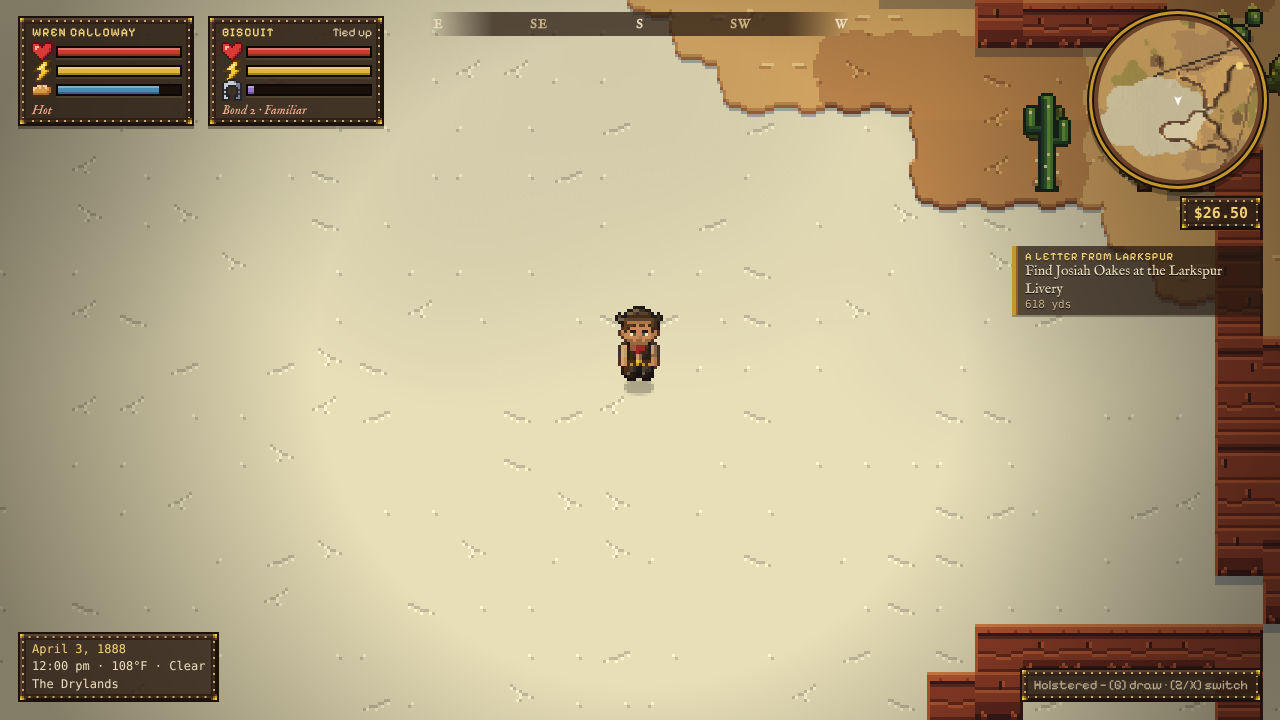 WREN CALLOWAY
Hot
BISCUIT Tied up
Bond 2 · Familiar
E SE S SW W
$26.50
A LETTER FROM LARKSPUR
Find Josiah Oakes at the Larkspur
Livery
618 yds
April 3, 1888
12:00 pm · 108°F · Clear
The Drylands
Holstered - (G) draw · (Z/X) switch